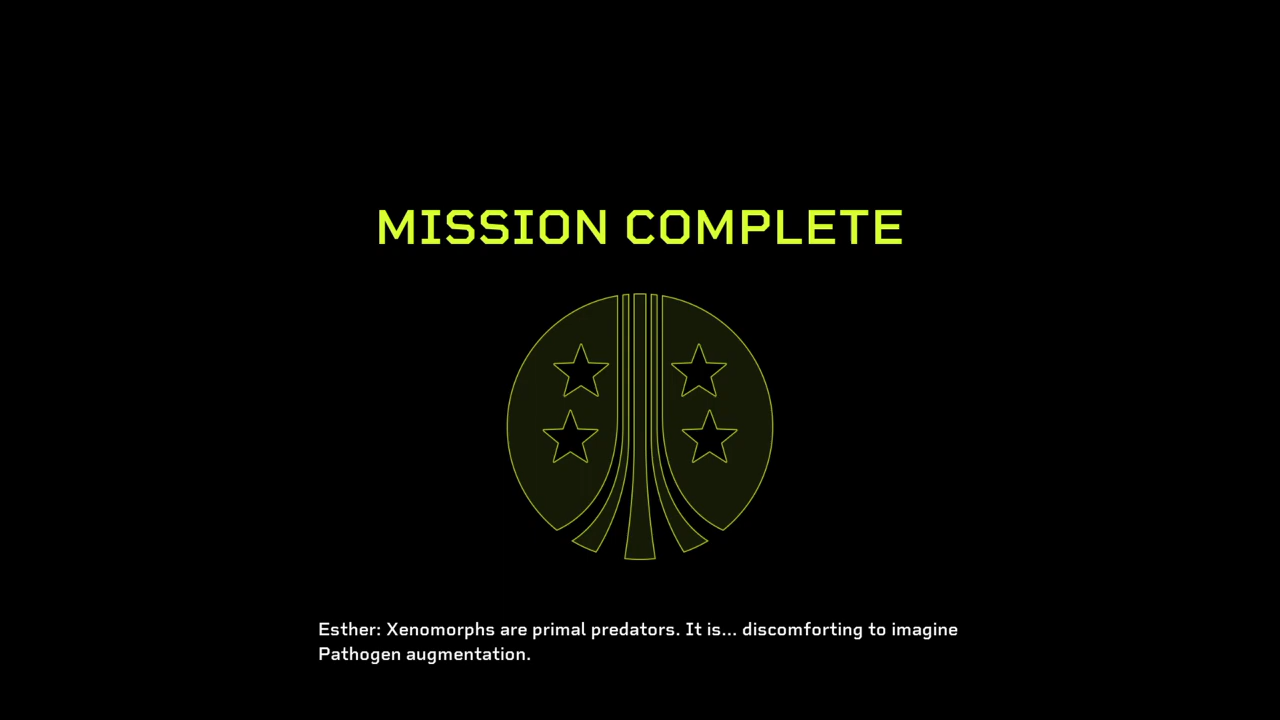 MISSION COMPLETE
Esther: Xenomorphs are primal predators. It is... discomforting to imagine
Pathogen augmentation.